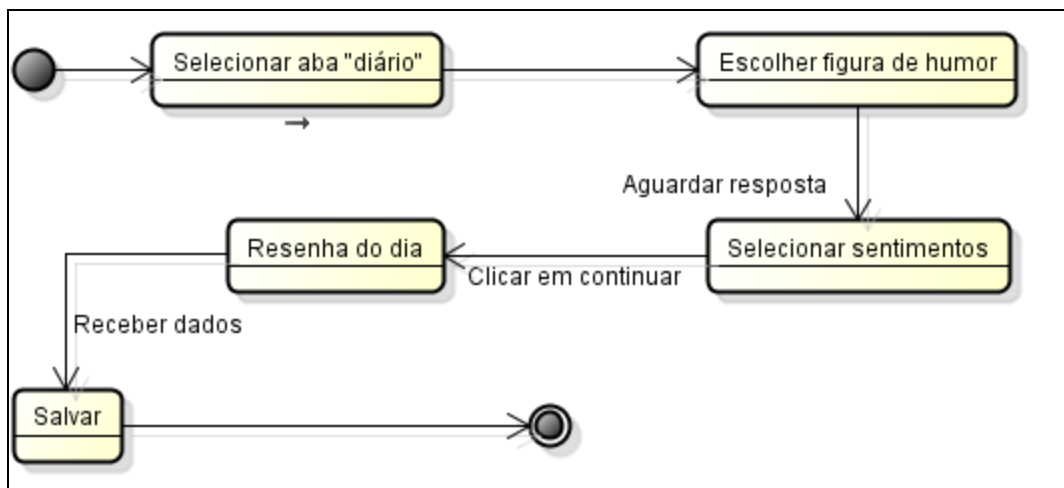 Selecionar aba "diário"
Escolher figura de humor
Aguardar resposta
Selecionar sentimentos
Clicar em continuar
Resenha do dia
Receber dados
Salvar